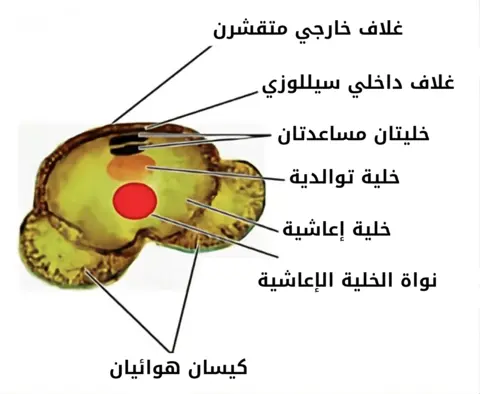 غلاف خارجي متقشرن
غلاف داخلي سيللوزي
خليتان مساعدتان
خلية توالدية
خلية إعاشية
نواة الخلية الإعاشية
كيسان هوائيان